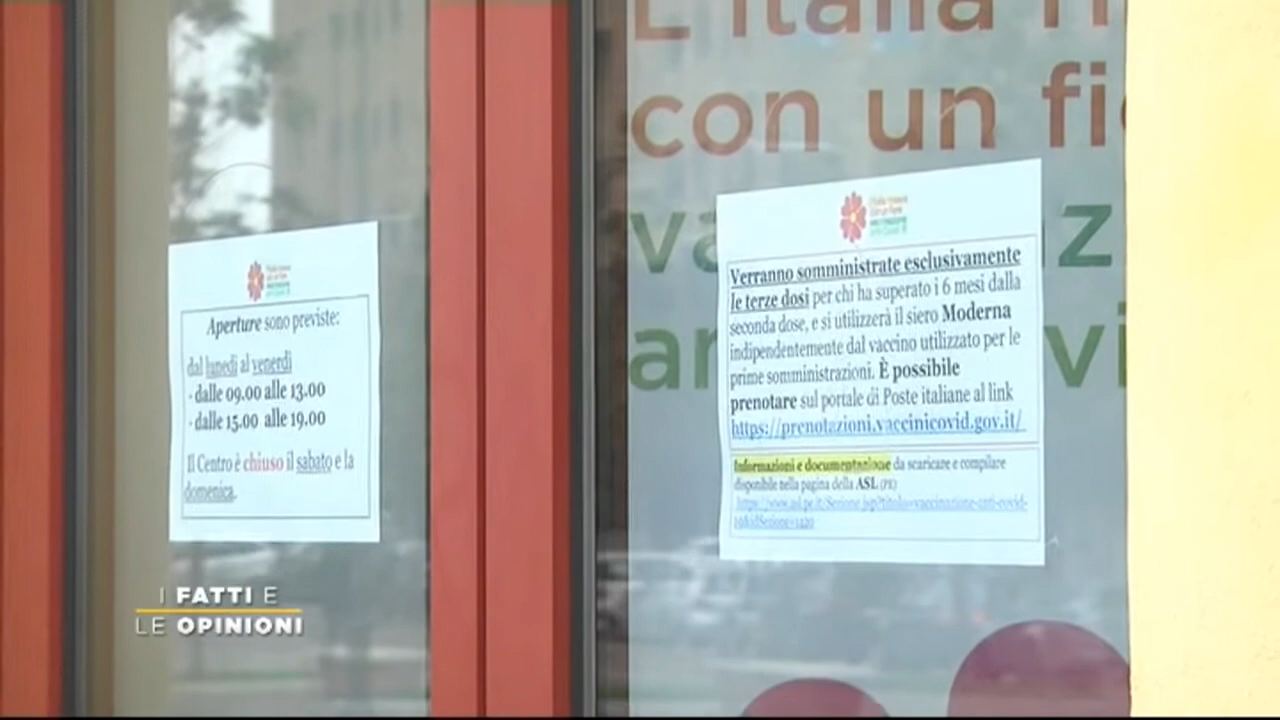 L'Italia ri
con un fi
Aperture sono previste:
dal lunedì al venerdì
- dalle 09.00 alle 13.00
- dalle 15.00 alle 19.00
Il Centro è chiuso il sabato e la
domenica.
Verranno somministrate esclusivamente
le terze dosi per chi ha superato i 6 mesi dalla
seconda dose, e si utilizzerà il siero Moderna
indipendentemente dal vaccino utilizzato per le
prime somministrazioni. È possibile
prenotare sul portale di Poste italiane al link
https://prenotazioni.vaccinicovid.gov.it/
Informazioni e documentazione da scaricare e compilare
disponibile nella pagina della ASL (PE)
I FATTI E
LE OPINIONI